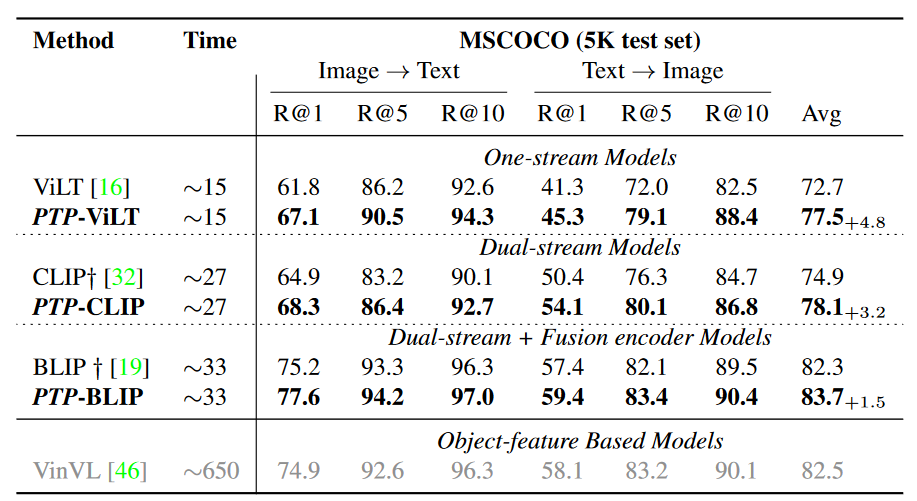 Method Time MSCOCO (5K test set)
Image → Text Text → Image
R@1 R@5 R@10 R@1 R@5 R@10 Avg
One-stream Models
ViLT [16] ∼15 61.8 86.2 92.6 41.3 72.0 82.5 72.7
PTP-ViLT ∼15 67.1 90.5 94.3 45.3 79.1 88.4 77.5+4.8
Dual-stream Models
CLIP† [32] ∼27 64.9 83.2 90.1 50.4 76.3 84.7 74.9
PTP-CLIP ∼27 68.3 86.4 92.7 54.1 80.1 86.8 78.1+3.2
Dual-stream + Fusion encoder Models
BLIP † [19] ∼33 75.2 93.3 96.3 57.4 82.1 89.5 82.3
PTP-BLIP ∼33 77.6 94.2 97.0 59.4 83.4 90.4 83.7+1.5
Object-feature Based Models
VinVL [46] ∼650 74.9 92.6 96.3 58.1 83.2 90.1 82.5